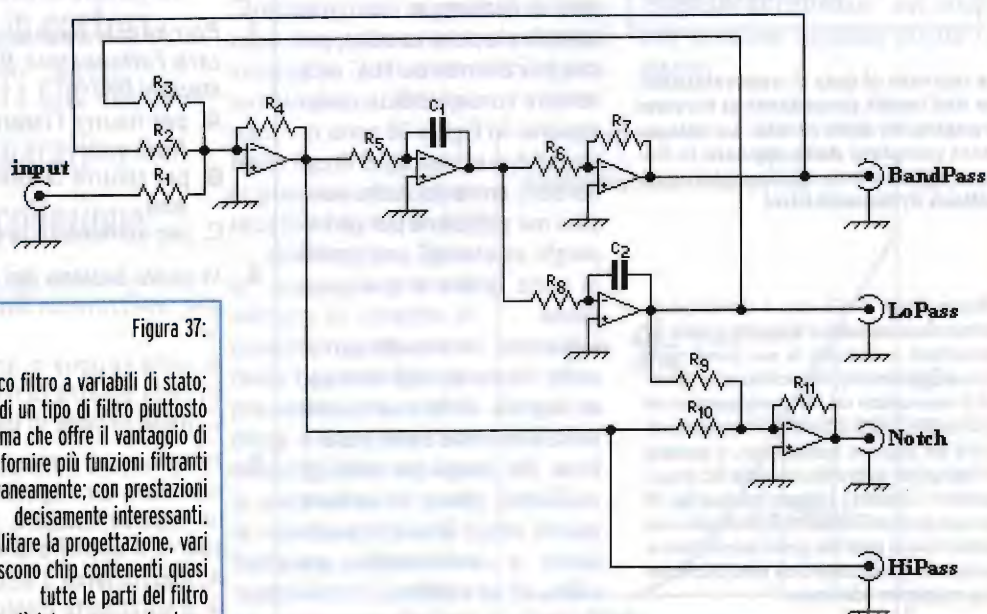 R3
R2
R1
input
R4
R5
C1
R6
R7
BandPass
R8
C2
LoPass
R9
R10
R11
Notch
HiPass
Figura 37:
co filtro a variabili di stato;
di un tipo di filtro piuttosto
ma che offre il vantaggio di
fornire più funzioni filtranti
aneamente; con prestazioni
decisamente interessanti.
litare la progettazione, vari
scono chip contenenti quasi
tutte le parti del filtro